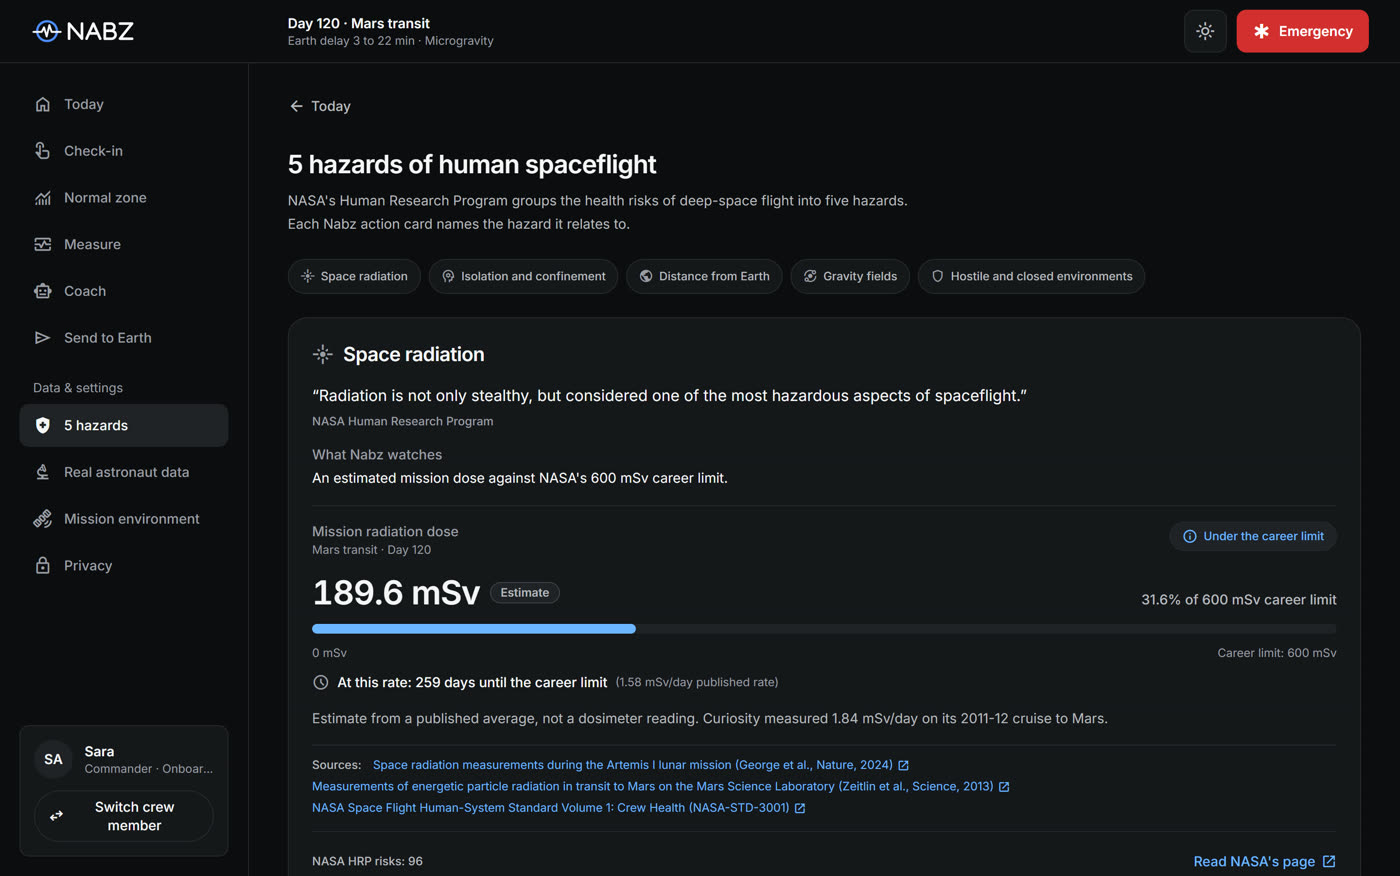 NABZ
Day 120 · Mars transit
Earth delay 3 to 22 min · Microgravity
Emergency
Today
Check-in
Normal zone
Measure
Coach
Send to Earth
Data & settings
5 hazards
Real astronaut data
Mission environment
Privacy
SA
Sara
Commander · Onboar...
Switch crew
member
Today
5 hazards of human spaceflight
NASA's Human Research Program groups the health risks of deep-space flight into five hazards.
Each Nabz action card names the hazard it relates to.
Space radiation
Isolation and confinement
Distance from Earth
Gravity fields
Hostile and closed environments
Space radiation
“Radiation is not only stealthy, but considered one of the most hazardous aspects of spaceflight.”
NASA Human Research Program
What Nabz watches
An estimated mission dose against NASA's 600 mSv career limit.
Mission radiation dose
Mars transit · Day 120
Under the career limit
189.6 mSv
Estimate
31.6% of 600 mSv career limit
0 mSv
Career limit: 600 mSv
At this rate: 259 days until the career limit (1.58 mSv/day published rate)
Estimate from a published average, not a dosimeter reading. Curiosity measured 1.84 mSv/day on its 2011-12 cruise to Mars.
Sources: Space radiation measurements during the Artemis I lunar mission (George et al., Nature, 2024)
Measurements of energetic particle radiation in transit to Mars on the Mars Science Laboratory (Zeitlin et al., Science, 2013)
NASA Space Flight Human-System Standard Volume 1: Crew Health (NASA-STD-3001)
NASA HRP risks: 96
Read NASA's page